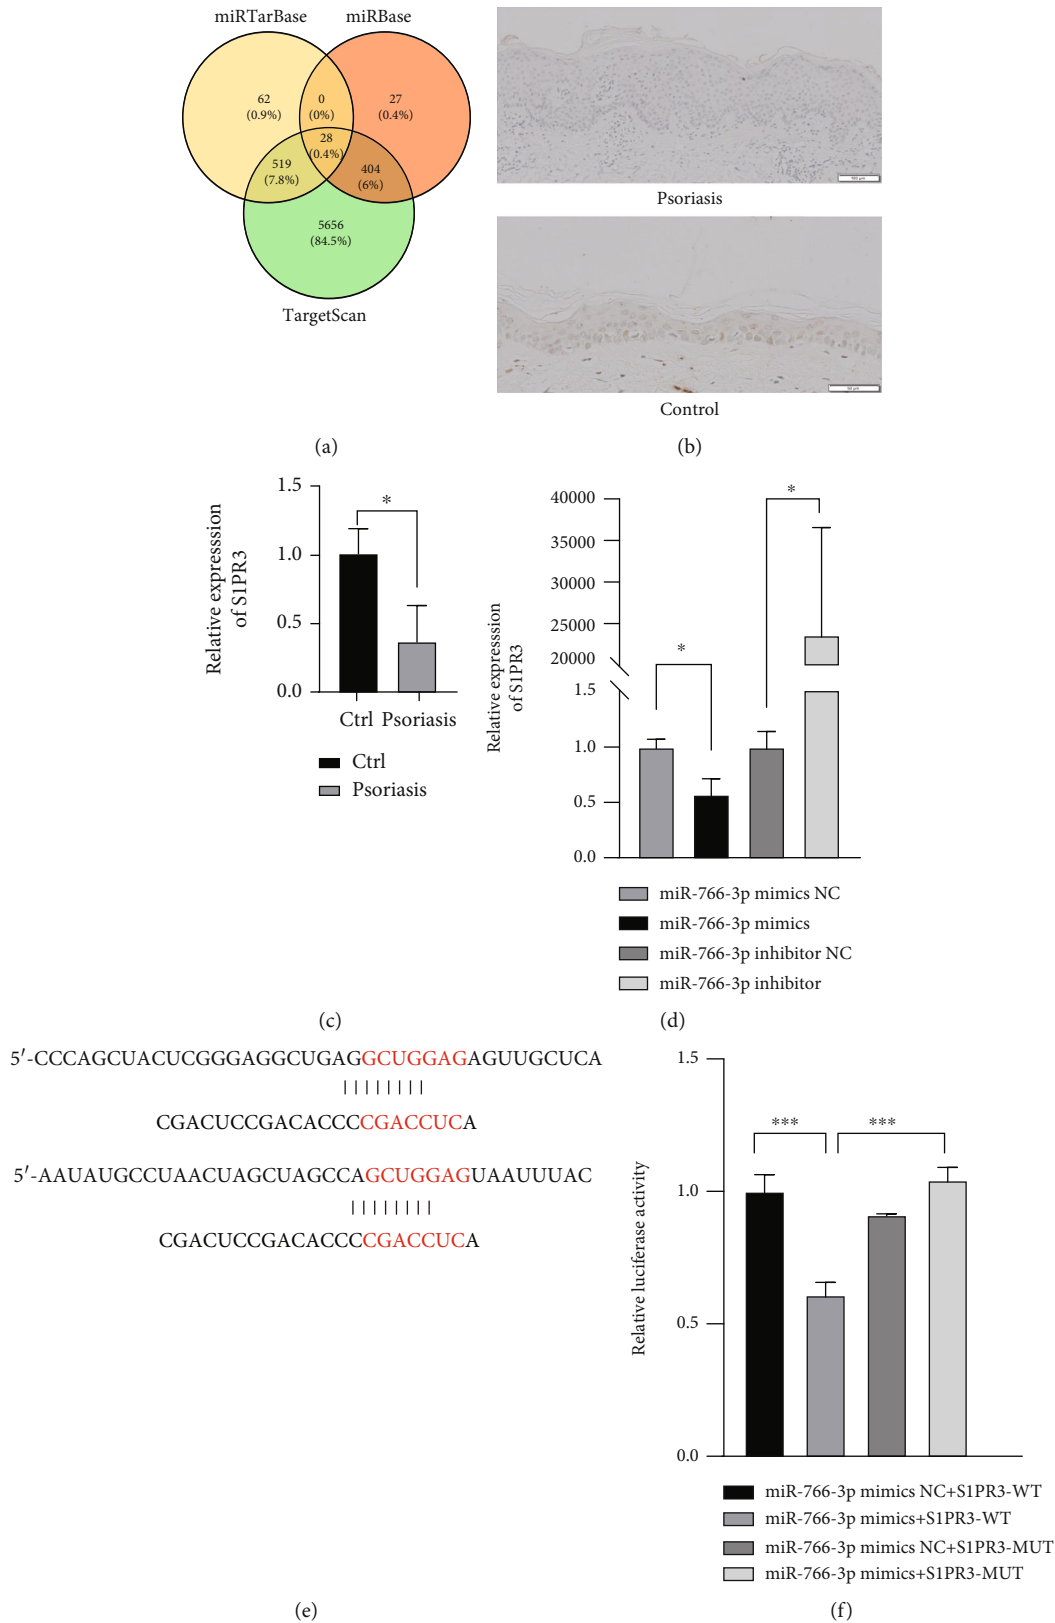 miRTarBase
miRBase
62
(0.9%)
0
(0%)
27
(0.4%)
28
(0.4%)
519
(7.8%)
404
(6%)
5656
(84.5%)
TargetScan
(a)
Psoriasis
Control
(b)
Relative expresssion
of S1PR3
1.5
1.0
0.5
0.0
*
Ctrl
Psoriasis
Ctrl
Psoriasis
(c)
Relative expresssion
of S1PR3
40000
35000
30000
25000
20000
1.5
1.0
0.5
0.0
*
*
miR-766-3p mimics NC
miR-766-3p mimics
miR-766-3p inhibitor NC
miR-766-3p inhibitor
(d)
5′-CCCAGCUACUCGGGAGGCUGAGGCUGGAGAGUUGCUCA
CGACUCCGACACCCCGACCUCA
5′-AAUAUGCCUAACUAGCUAGCCAGCUGGAGUAAUUUAC
CGACUCCGACACCCCGACCUCA
(e)
Relative luciferase activity
1.5
1.0
0.5
0.0
***
***
miR-766-3p mimics NC+S1PR3-WT
miR-766-3p mimics+S1PR3-WT
miR-766-3p mimics NC+S1PR3-MUT
miR-766-3p mimics+S1PR3-MUT
(f)